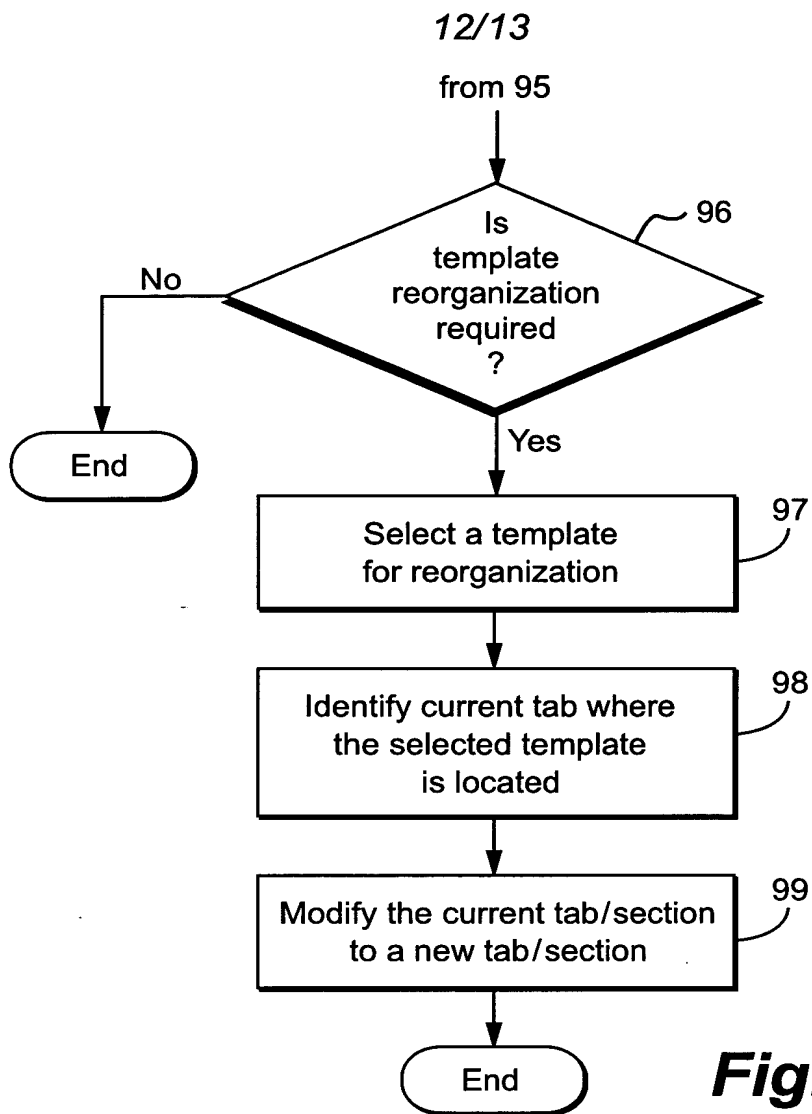 12/13
from 95
96
Is
template
reorganization
required
?
No
End
Yes
97
Select a template
for reorganization
98
Identify current tab where
the selected template
is located
99
Modify the current tab/section
to a new tab/section
End
Fig.